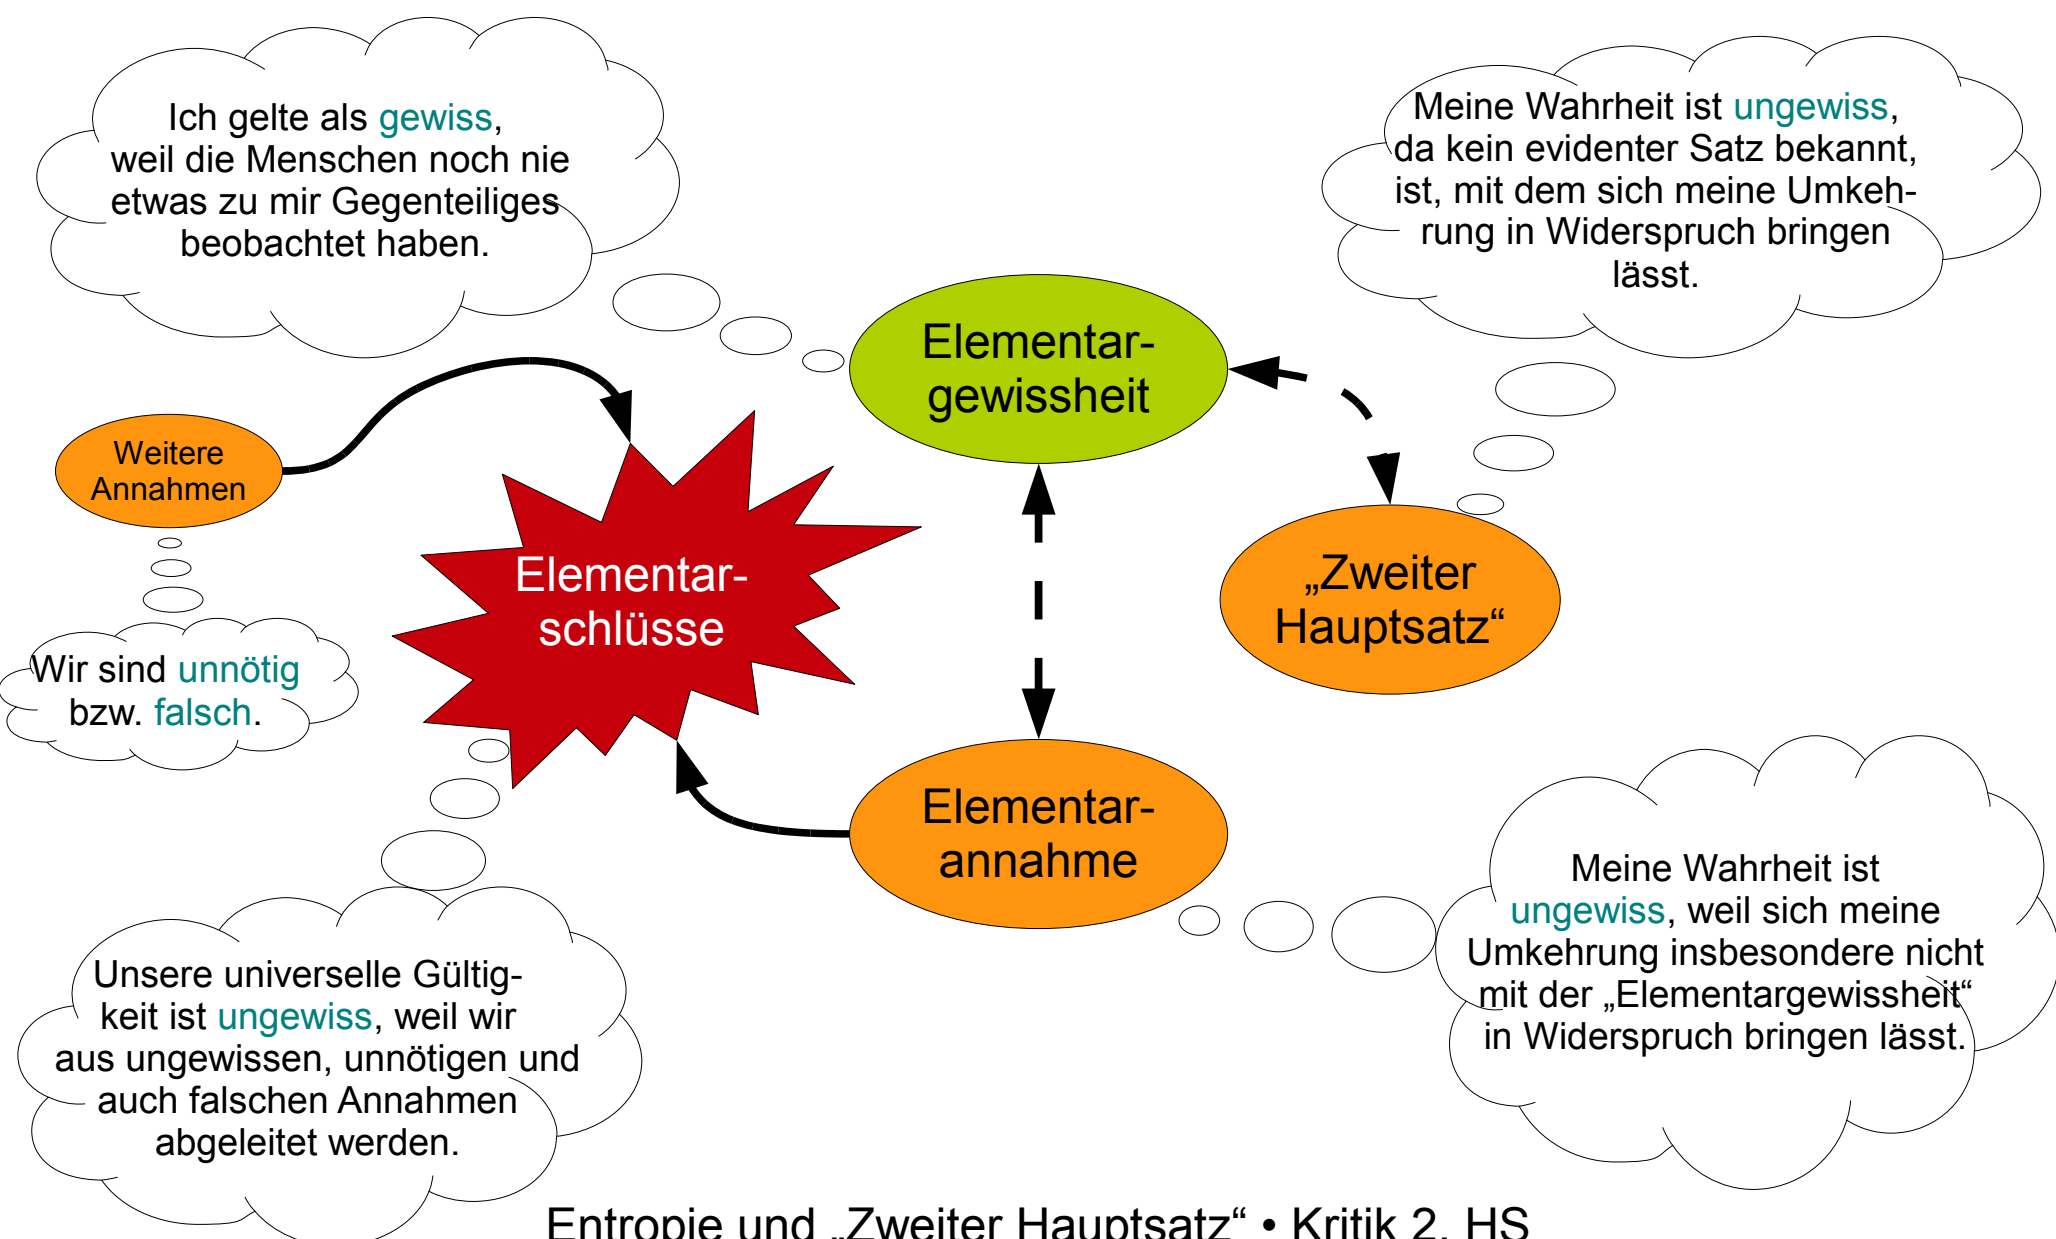 Ich gelte als gewiss,
weil die Menschen noch nie
etwas zu mir Gegenteiliges
beobachtet haben.
Meine Wahrheit ist ungewiss,
da kein evidenter Satz bekannt,
ist, mit dem sich meine Umkeh-
rung in Widerspruch bringen
lässt.
Elementar-
gewissheit
Weitere
Annahmen
Elementar-
schlüsse
„Zweiter
Hauptsatz“
Wir sind unnötig
bzw. falsch.
Elementar-
annahme
Meine Wahrheit ist
ungewiss, weil sich meine
Umkehrung insbesondere nicht
mit der „Elementargewissheit“
in Widerspruch bringen lässt.
Unsere universelle Gültig-
keit ist ungewiss, weil wir
aus ungewissen, unnötigen und
auch falschen Annahmen
abgeleitet werden.
Entropie und „Zweiter Hauptsatz“ • Kritik 2. HS